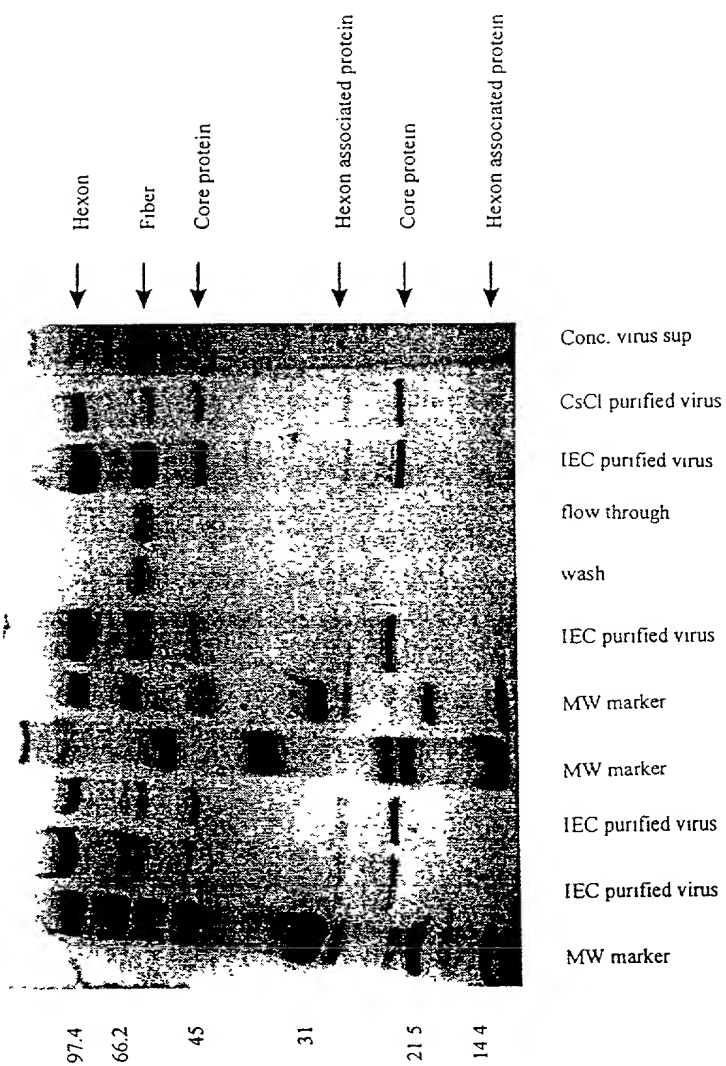 Hexon
Fiber
Core protein
Hexon associated protein
Core protein
Hexon associated protein
Conc. virus sup
CsCl purified virus
IEC purified virus
flow through
wash
IEC purified virus
MW marker
MW marker
IEC purified virus
IEC purified virus
MW marker
97.4
66.2
45
31
21 5
14 4